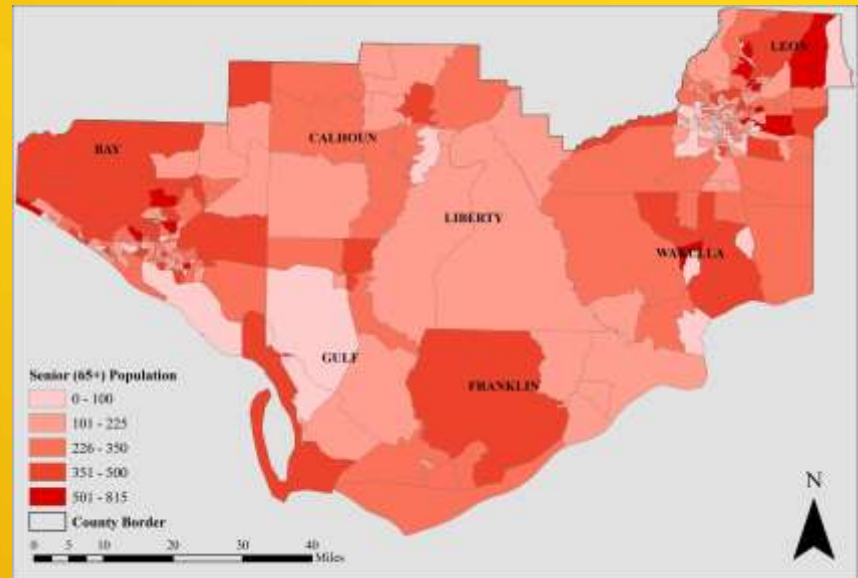 LEON
BAY
CALHOUN
LIBERTY
WAKULLA
GULF
FRANKLIN
Senior (65+) Population
0 - 100
101 - 225
226 - 350
351 - 500
501 - 815
County Border
N
0 5 10 20 30 40
Miles